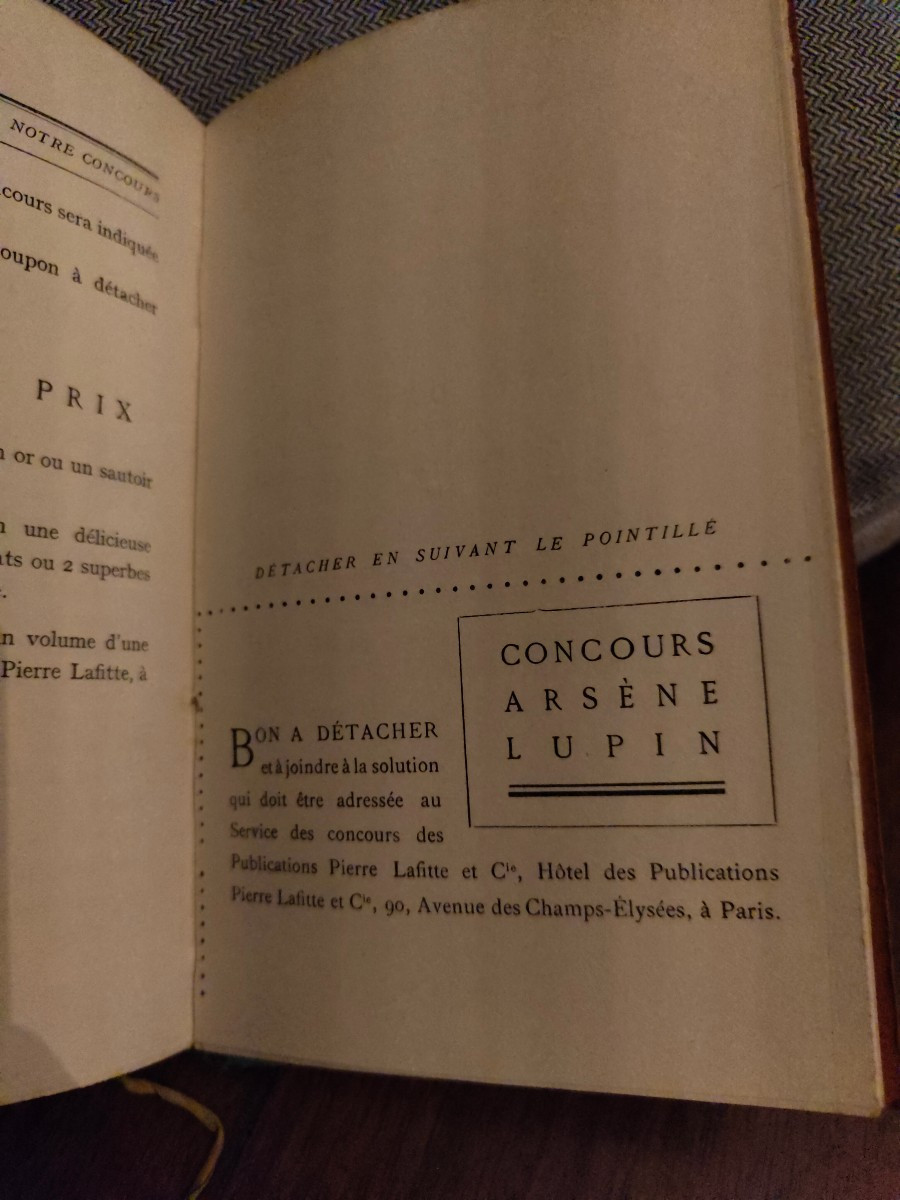 NOTRE CONCOURS
cours sera indiquée
oupon à détacher
PRIX
n or ou un sautoir
n une délicieuse
ts ou 2 superbes
n volume d'une
Pierre Lafitte, à
DÉTACHER EN SUIVANT LE POINTILLÉ
CONCOURS
ARSÈNE
LUPIN
BON A DÉTACHER
et à joindre à la solution
qui doit être adressée au
Service des concours des
Publications Pierre Lafitte et Cie, Hôtel des Publications
Pierre Lafitte et Cie, 90, Avenue des Champs-Élysées, à Paris.